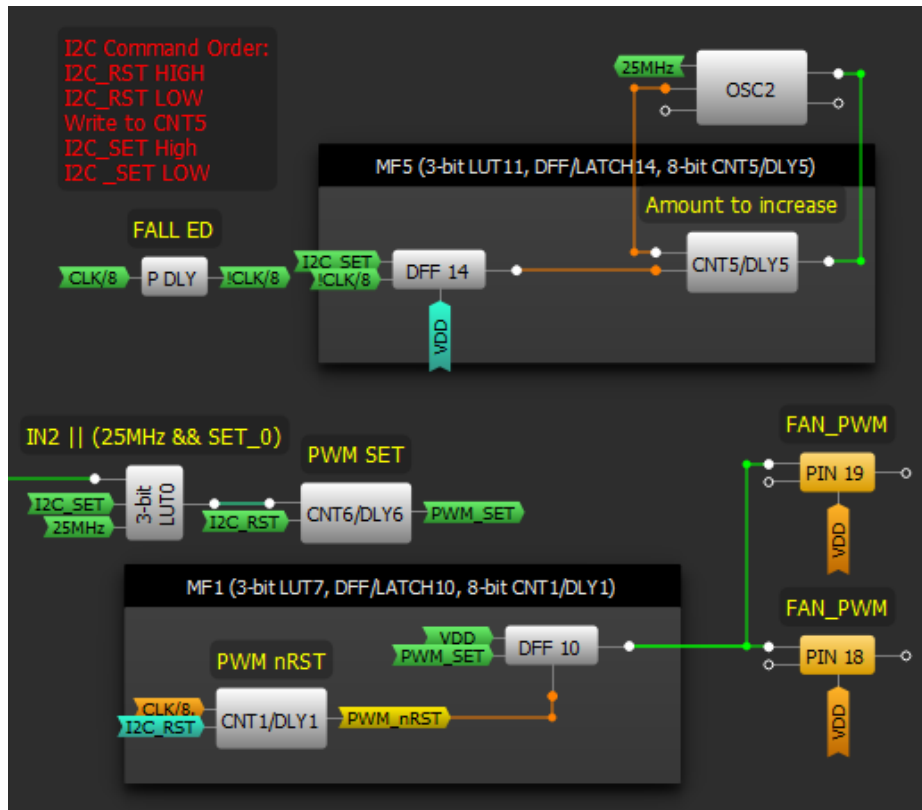 I2C Command Order:
I2C_RST HIGH
I2C_RST LOW
Write to CNT5
I2C_SET High
I2C _SET LOW
25MHz
OSC2
MF5 (3-bit LUT11, DFF/LATCH14, 8-bit CNT5/DLY5)
Amount to increase
FALL ED
CLK/8
P DLY
!CLK/8
I2C_SET
!CLK/8
DFF 14
CNT5/DLY5
VDD
IN2 || (25MHz && SET_0)
PWM SET
FAN_PWM
3-bit
LUT0
I2C_SET
25MHz
I2C_RST
CNT6/DLY6
PWM_SET
PIN 19
VDD
MF1 (3-bit LUT7, DFF/LATCH10, 8-bit CNT1/DLY1)
FAN_PWM
VDD
PWM_SET
DFF 10
PIN 18
PWM nRST
CLK/8.
I2C_RST
CNT1/DLY1
PWM_nRST
VDD